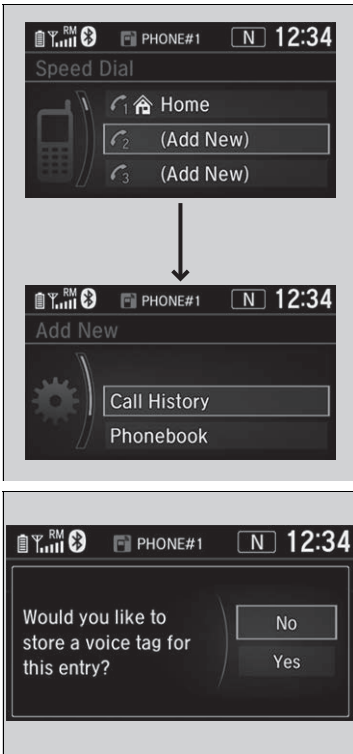 RM PHONE#1 N 12:34
Speed Dial
1 Home
2 (Add New)
3 (Add New)
RM PHONE#1 N 12:34
Add New
Call History
Phonebook
RM PHONE#1 N 12:34
Would you like to
store a voice tag for
this entry?
No
Yes